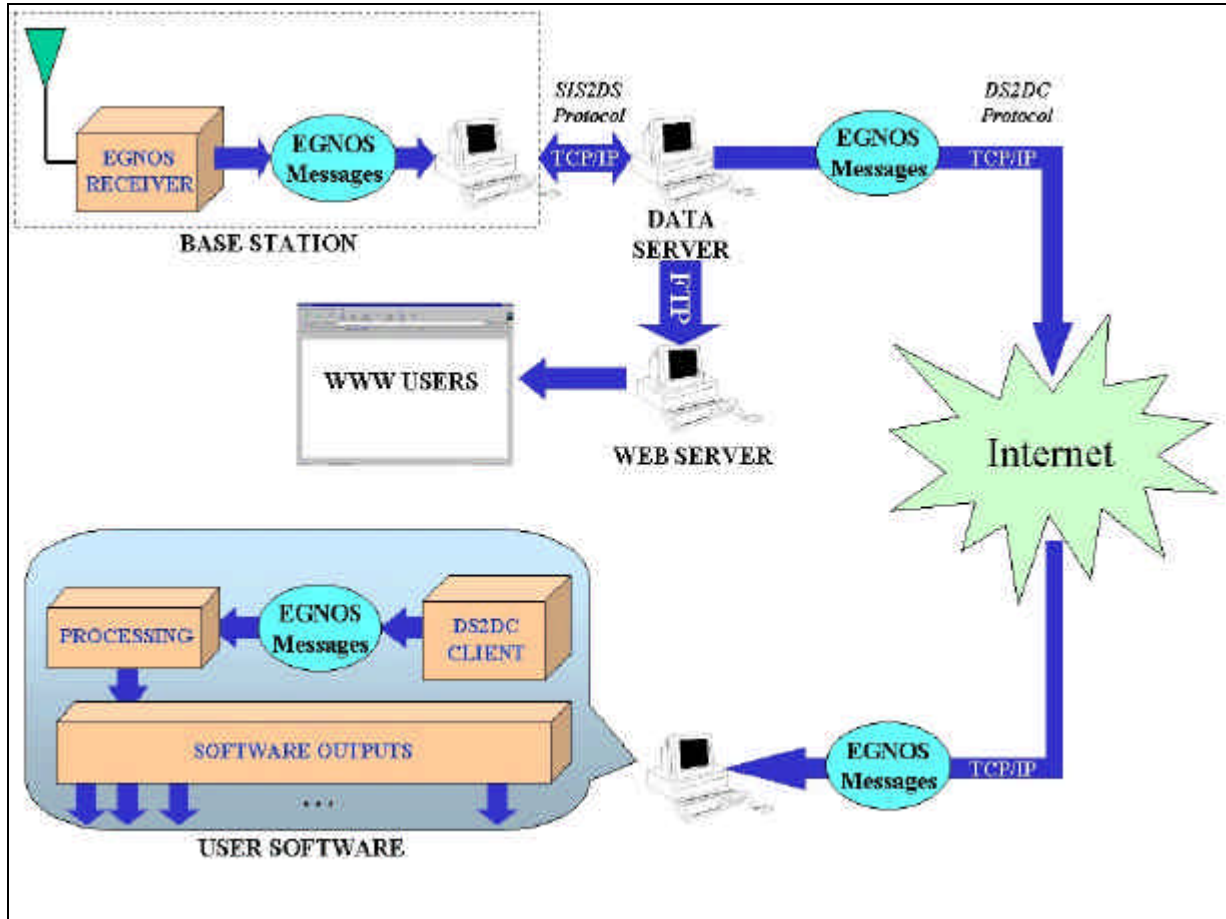 SIS2DS
Protocol
DS2DC
Protocol
EGNOS
RECEIVER
EGNOS
Messages
TCP/IP
EGNOS
Messages
TCP/IP
BASE STATION
DATA
SERVER
FTP
WWW USERS
WEB SERVER
Internet
PROCESSING
EGNOS
Messages
DS2DC
CLIENT
SOFTWARE OUTPUTS
...
USER SOFTWARE
EGNOS
Messages
TCP/IP